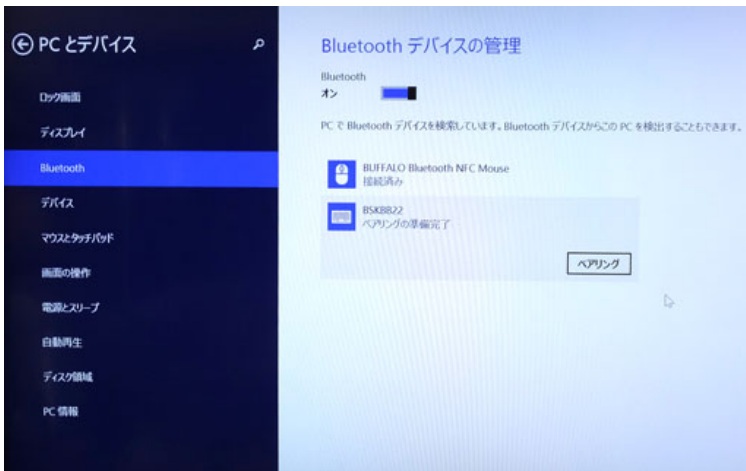 PC とデバイス
ロック画面
ディスプレイ
Bluetooth
デバイス
マウスとタッチパッド
画面の操作
電源とスリープ
自動再生
ディスク領域
PC 情報
Bluetooth デバイスの管理
Bluetooth
オン
PC で Bluetooth デバイスを検索しています。Bluetooth デバイスからこの PC を検出することもできます。
BUFFALO Bluetooth NFC Mouse
接続済み
BSKBB22
ペアリングの準備完了
ペアリング